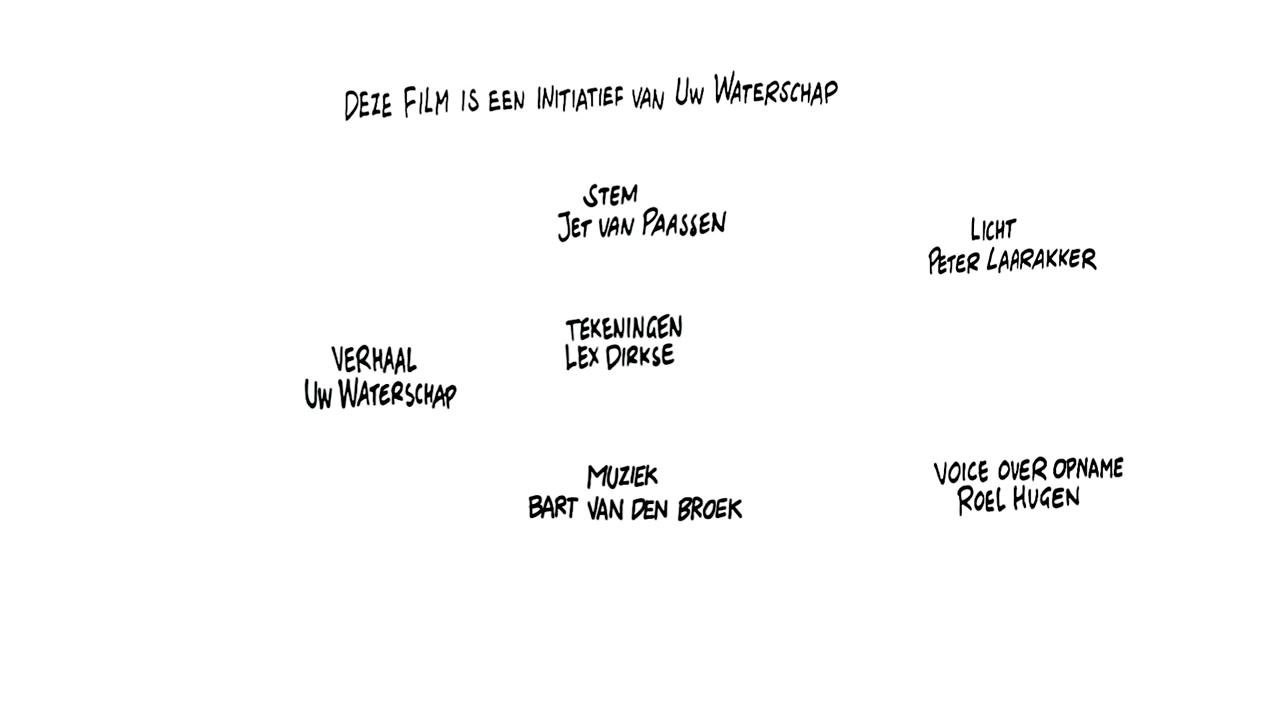 DEZE FILM IS EEN INITIATIEF VAN UW WATERSCHAP
STEM
JET VAN PAASSEN
LICHT
PETER LAARAKKER
TEKENINGEN
LEX DIRKSE
VERHAAL
UW WATERSCHAP
MUZIEK
BART VAN DEN BROEK
VOICE OVER OPNAME
ROEL HUGEN